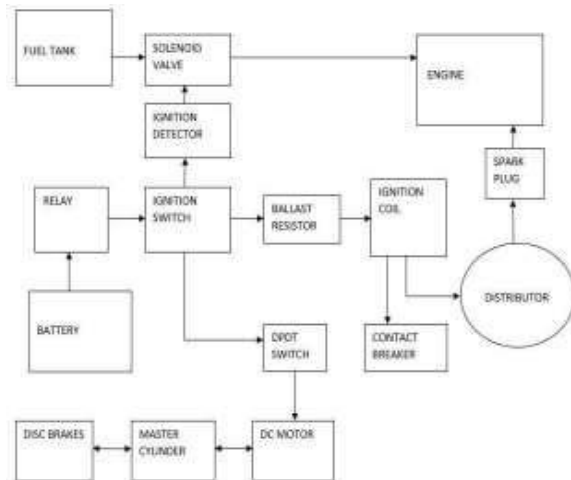 FUEL TANK
SOLENOID
VALVE
ENGINE
IGNITION
DETECTOR
SPARK
PLUG
RELAY
IGNITION
SWITCH
BALLAST
RESISTOR
IGNITION
COIL
DISTRIBUTOR
BATTERY
DPDT
SWITCH
CONTACT
BREAKER
DISC BRAKES
MASTER
CYLINDER
DC MOTOR